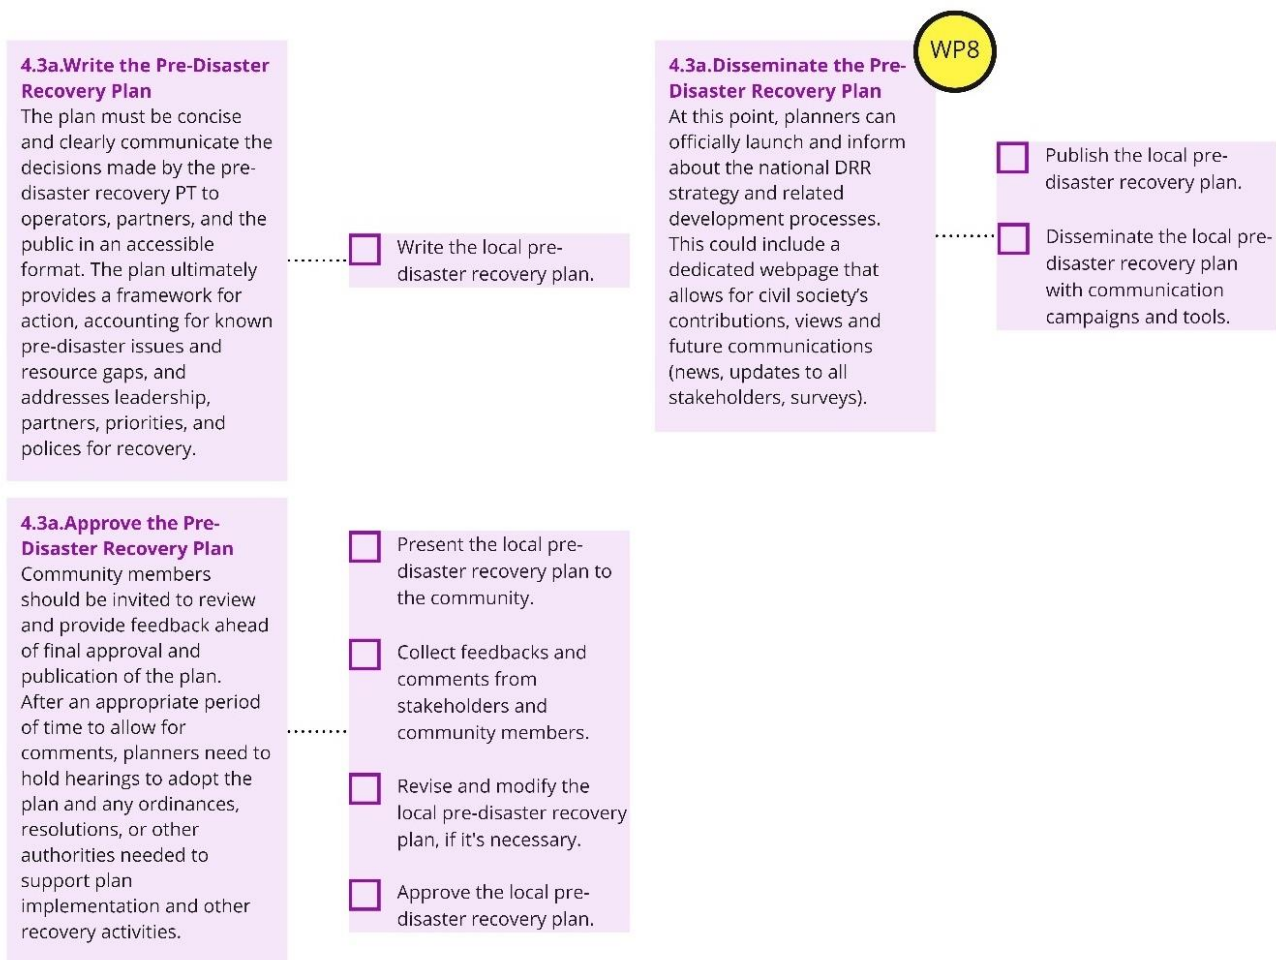 4.3a.Write the Pre-Disaster
Recovery Plan
The plan must be concise
and clearly communicate the
decisions made by the pre-
disaster recovery PT to
operators, partners, and the
public in an accessible
format. The plan ultimately
provides a framework for
action, accounting for known
pre-disaster issues and
resource gaps, and
addresses leadership,
partners, priorities, and
polices for recovery.
Write the local pre-
disaster recovery plan.
4.3a.Approve the Pre-
Disaster Recovery Plan
Community members
should be invited to review
and provide feedback ahead
of final approval and
publication of the plan.
After an appropriate period
of time to allow for
comments, planners need to
hold hearings to adopt the
plan and any ordinances,
resolutions, or other
authorities needed to
support plan
implementation and other
recovery activities.
Present the local pre-
disaster recovery plan to
the community.
Collect feedbacks and
comments from
stakeholders and
community members.
Revise and modify the
local pre-disaster recovery
plan, if it's necessary.
Approve the local pre-
disaster recovery plan.
WP8
4.3a.Disseminate the Pre-
Disaster Recovery Plan
At this point, planners can
officially launch and inform
about the national DRR
strategy and related
development processes.
This could include a
dedicated webpage that
allows for civil society’s
contributions, views and
future communications
(news, updates to all
stakeholders, surveys).
Publish the local pre-
disaster recovery plan.
Disseminate the local pre-
disaster recovery plan
with communication
campaigns and tools.